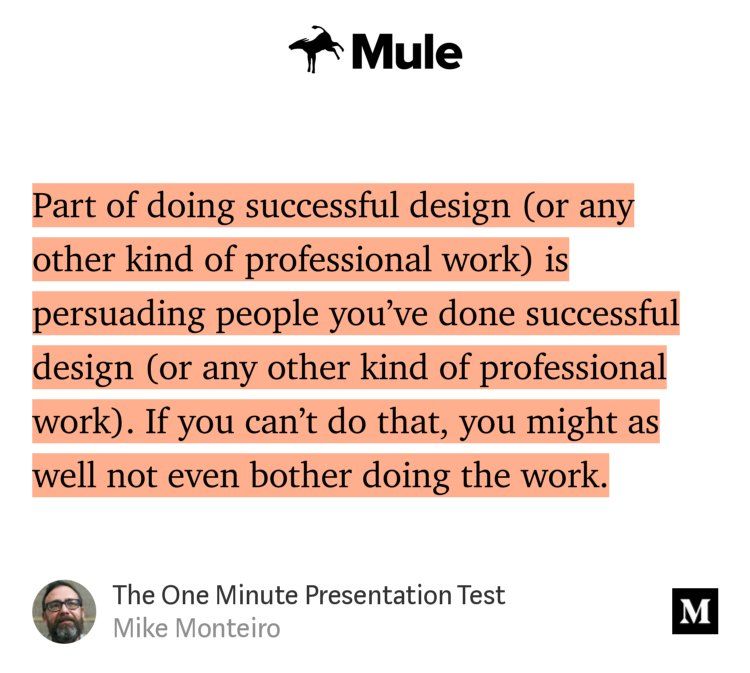 Mule
Part of doing successful design (or any
other kind of professional work) is
persuading people you’ve done successful
design (or any other kind of professional
work). If you can’t do that, you might as
well not even bother doing the work.
The One Minute Presentation Test
Mike Monteiro
M